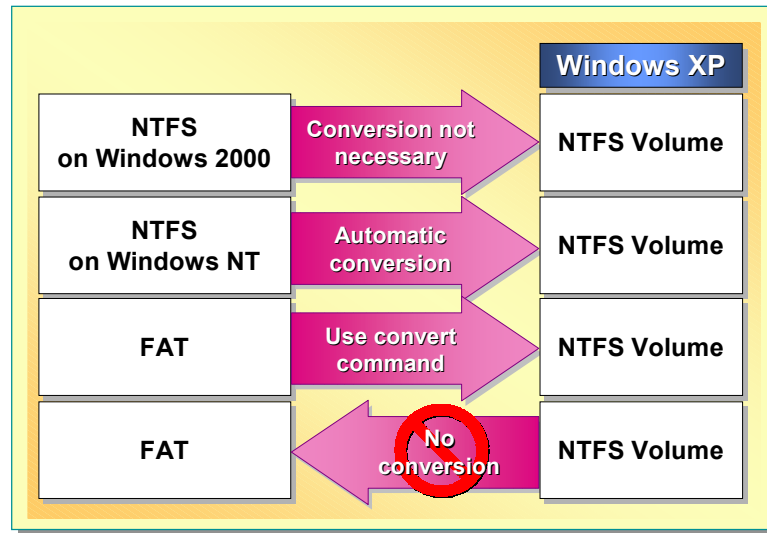 Windows XP
NTFS
on Windows 2000
Conversion not
necessary
NTFS Volume
NTFS
on Windows NT
Automatic
conversion
NTFS Volume
FAT
Use convert
command
NTFS Volume
FAT
No
conversion
NTFS Volume